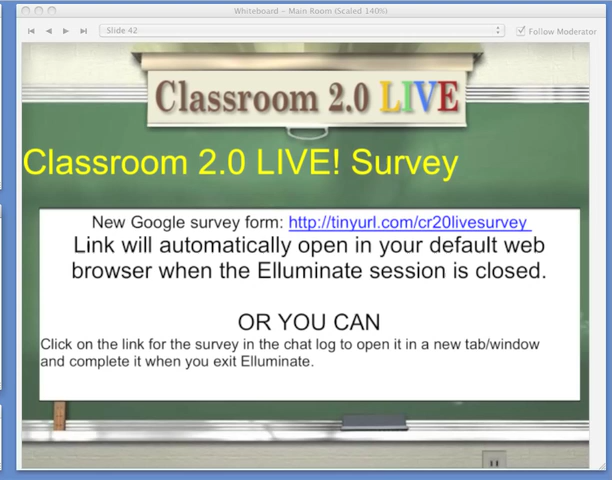 Whiteboard – Main Room (Scaled 140%)
Slide 42
Follow Moderator
Classroom 2.0 LIVE
Classroom 2.0 LIVE! Survey
New Google survey form: http://tinyurl.com/cr20livesurvey
Link will automatically open in your default web
browser when the Elluminate session is closed.
OR YOU CAN
Click on the link for the survey in the chat log to open it in a new tab/window
and complete it when you exit Elluminate.